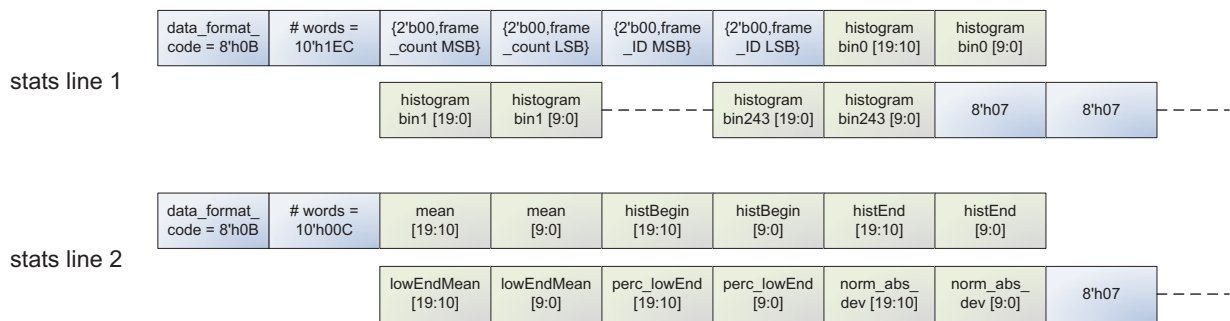 data_format_
code = 8'h0B
# words =
10'h1EC
{2'b00,frame
_count MSB}
{2'b00,frame
_count LSB}
{2'b00,frame
_ID MSB}
{2'b00,frame
_ID LSB}
histogram
bin0 [19:10]
histogram
bin0 [9:0]
stats line 1
histogram
bin1 [19:0]
histogram
bin1 [9:0]
histogram
bin243 [19:0]
histogram
bin243 [9:0]
8'h07
8'h07
data_format_
code = 8'h0B
# words =
10'h00C
mean
[19:10]
mean
[9:0]
histBegin
[19:10]
histBegin
[9:0]
histEnd
[19:10]
histEnd
[9:0]
stats line 2
lowEndMean
[19:10]
lowEndMean
[9:0]
perc_lowEnd
[19:10]
perc_lowEnd
[9:0]
norm_abs_
dev [19:10]
norm_abs_
dev [9:0]
8'h07